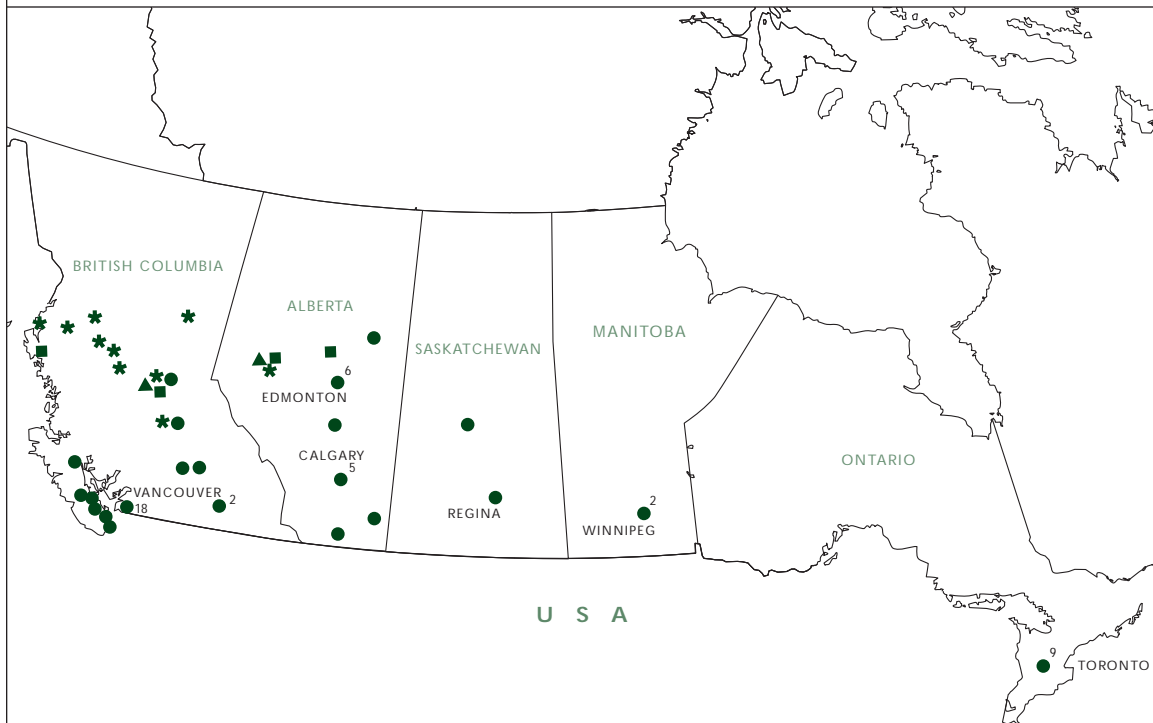 BRITISH COLUMBIA
ALBERTA
MANITOBA
SASKATCHEWAN
6
EDMONTON
CALGARY
5
ONTARIO
VANCOUVER
2
18
2
REGINA
WINNIPEG
U S A
9
TORONTO